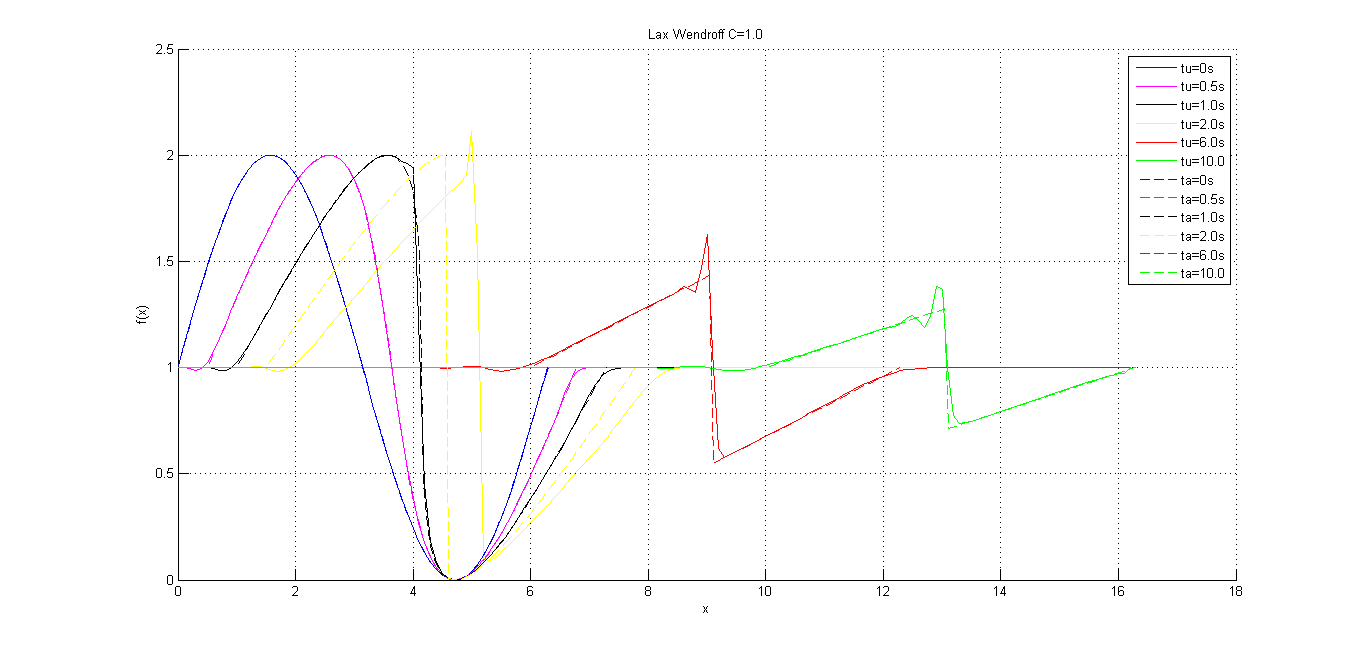 Lax Wendroff C=1.0
2.5
2
1.5
1
0.5
0
f(x)
0 2 4 6 8 10 12 14 16 18
x
tu=0s
tu=0.5s
tu=1.0s
tu=2.0s
tu=6.0s
tu=10.0
ta=0s
ta=0.5s
ta=1.0s
ta=2.0s
ta=6.0s
ta=10.0